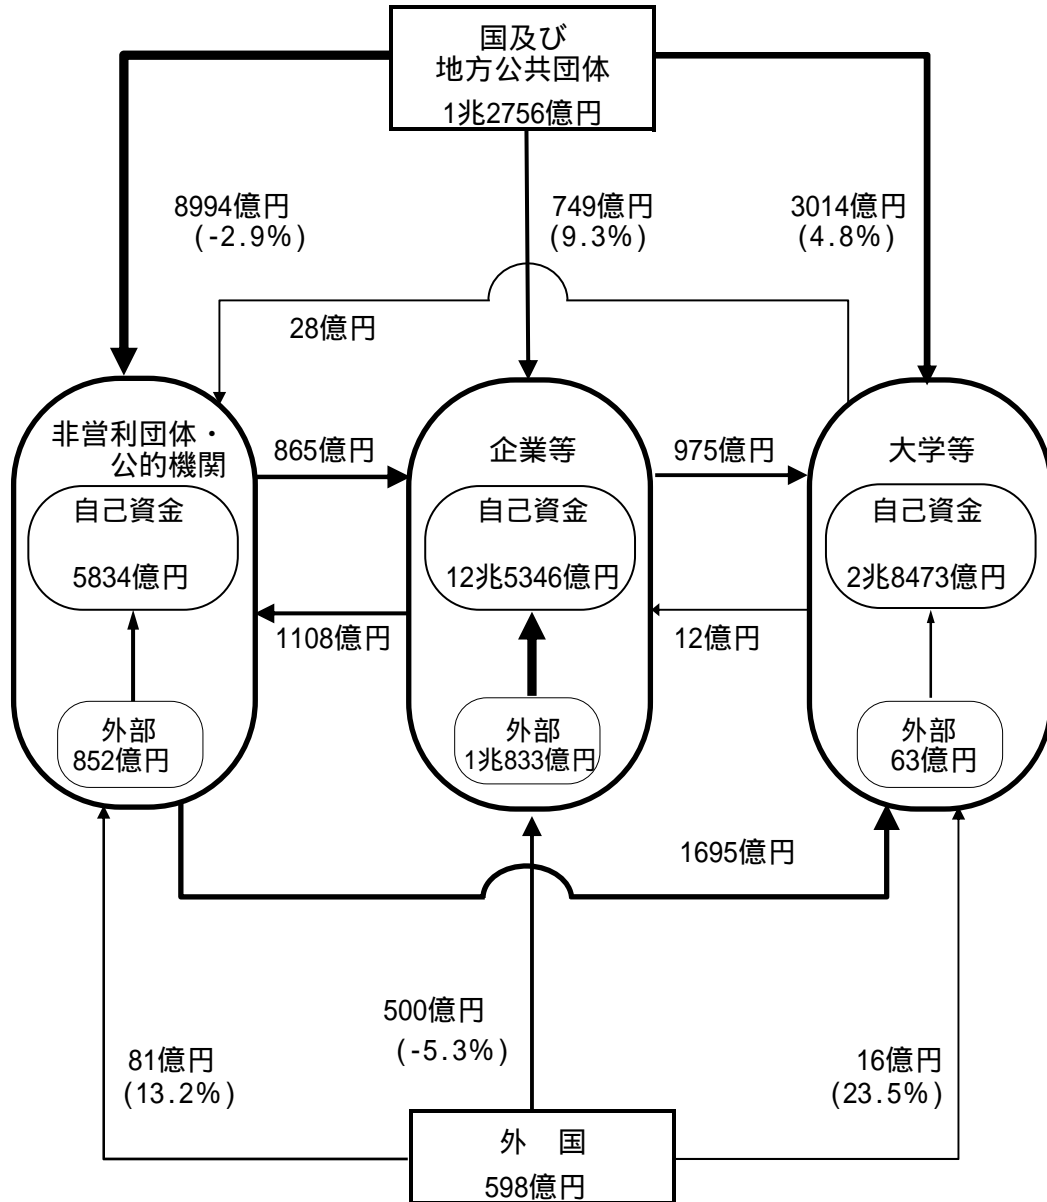 国及び
地方公共団体
1兆2756億円
8994億円
(-2.9%)
749億円
(9.3%)
3014億円
(4.8%)
28億円
非営利団体・
公的機関
865億円
企業等
975億円
大学等
自己資金
5834億円
自己資金
12兆5346億円
自己資金
2兆8473億円
1108億円
12億円
外部
852億円
外部
1兆833億円
外部
63億円
1695億円
500億円
(-5.3%)
81億円
(13.2%)
16億円
(23.5%)
外　国
598億円